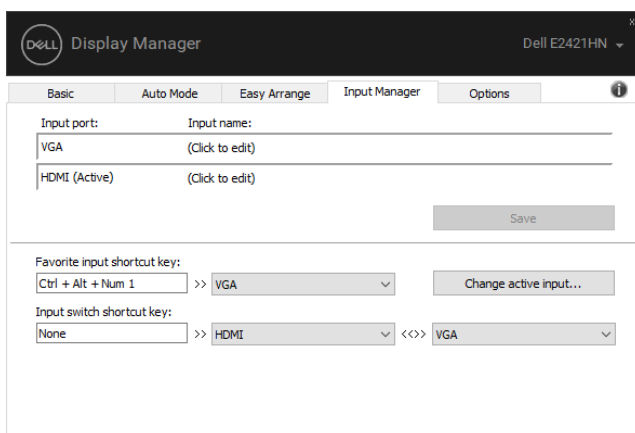 DELL Display Manager Dell E2421HN
x
Basic Auto Mode Easy Arrange Input Manager Options i
Input port: Input name:
VGA (Click to edit)
HDMI (Active) (Click to edit)
Save
Favorite input shortcut key:
Ctrl + Alt + Num 1 >> VGA Change active input...
Input switch shortcut key:
None >> HDMI <<>> VGA